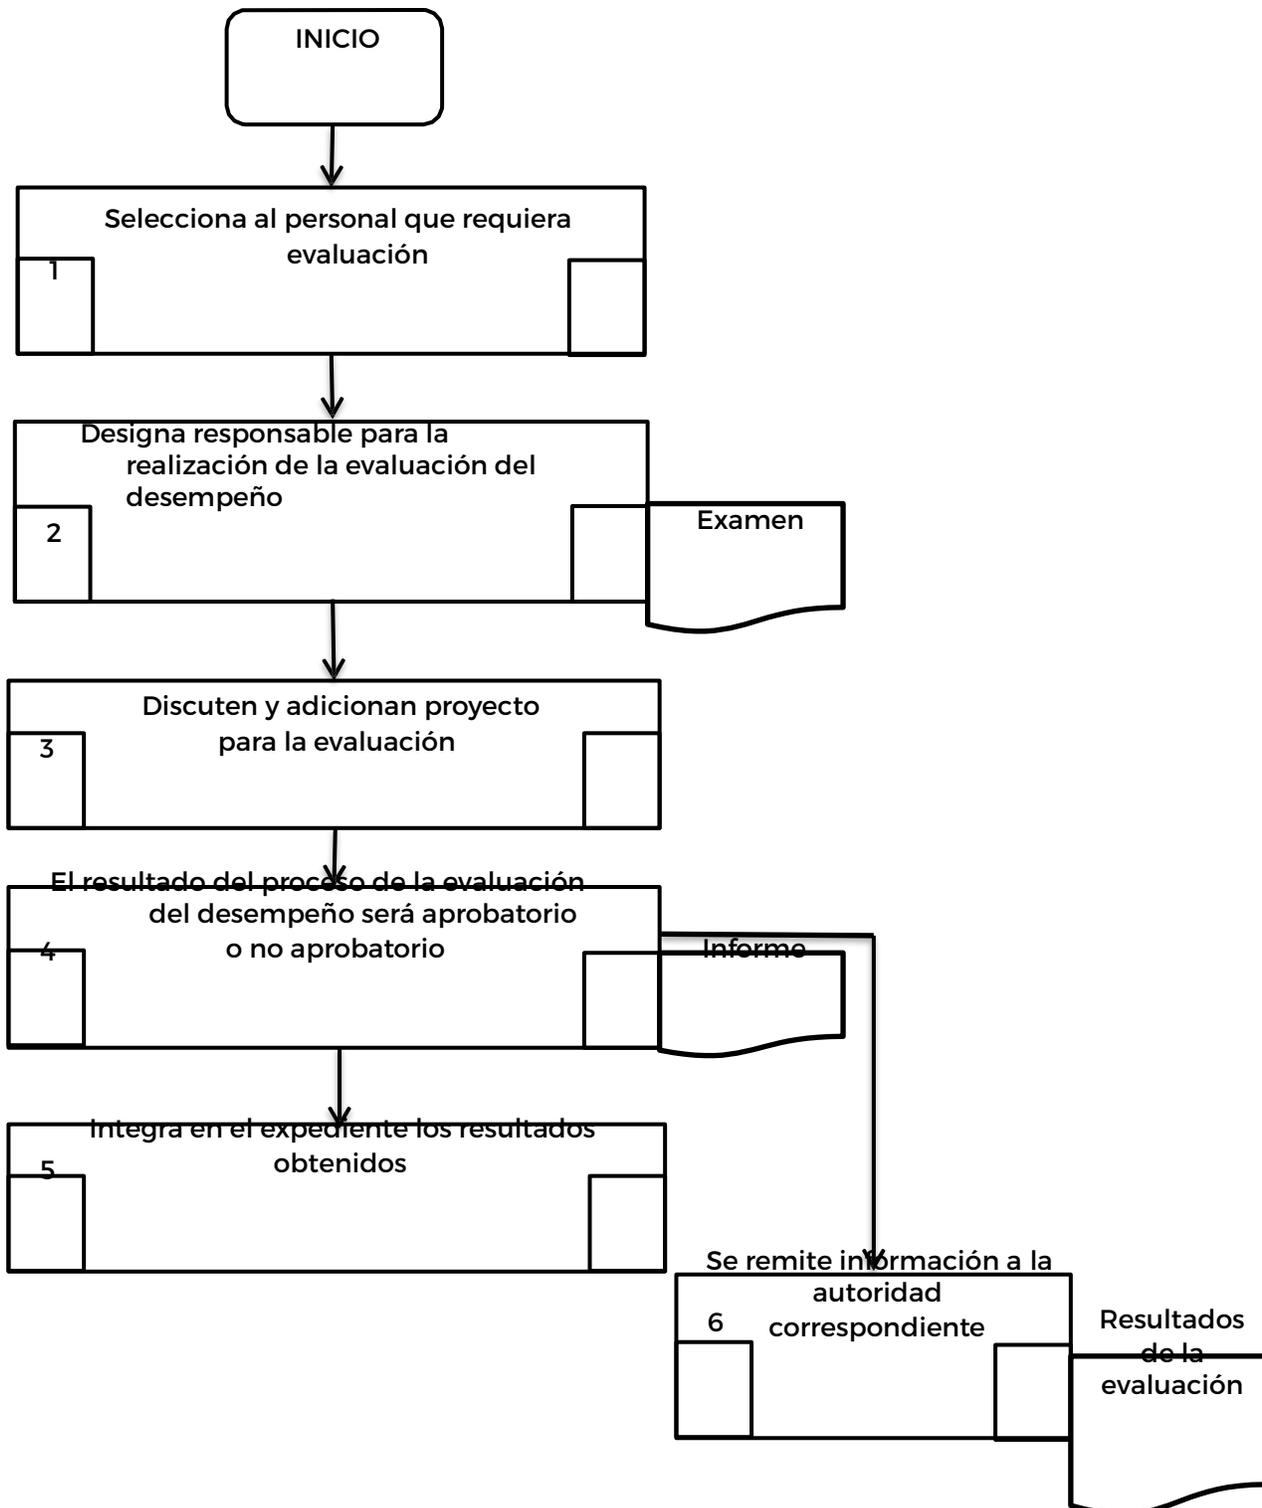 INICIO
Selecciona al personal que requiera
evaluación
1
Designa responsable para la
realización de la evaluación del
desempeño
2
Examen
Discuten y adicionan proyecto
para la evaluación
3
El resultado del proceso de la evaluación
del desempeño será aprobatorio
o no aprobatorio
4
Informe
Integra en el expediente los resultados
obtenidos
5
Se remite información a la
autoridad
correspondiente
6
Resultados
de la
evaluación